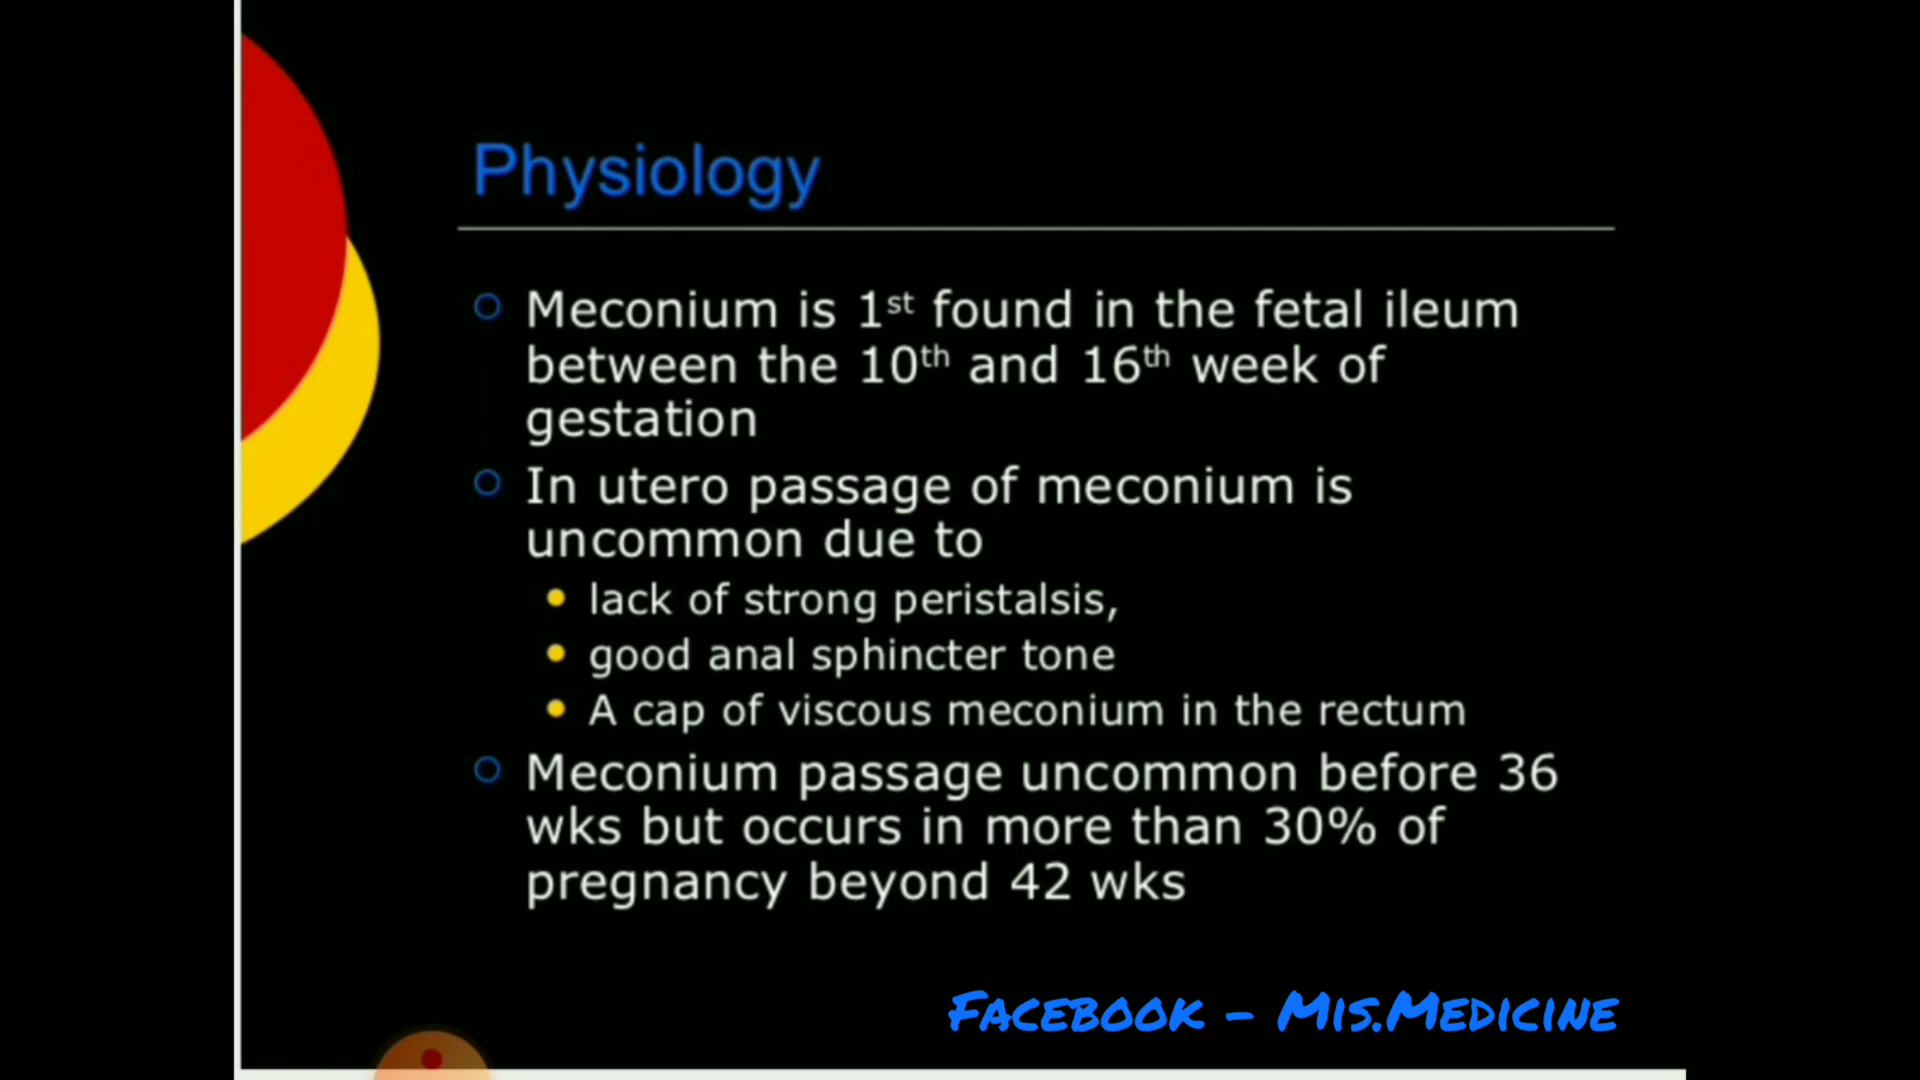 Physiology
Meconium is 1st found in the fetal ileum
between the 10th and 16th week of
gestation
In utero passage of meconium is
uncommon due to
lack of strong peristalsis,
good anal sphincter tone
A cap of viscous meconium in the rectum
Meconium passage uncommon before 36
wks but occurs in more than 30% of
pregnancy beyond 42 wks
Facebook - Mis.Medicine